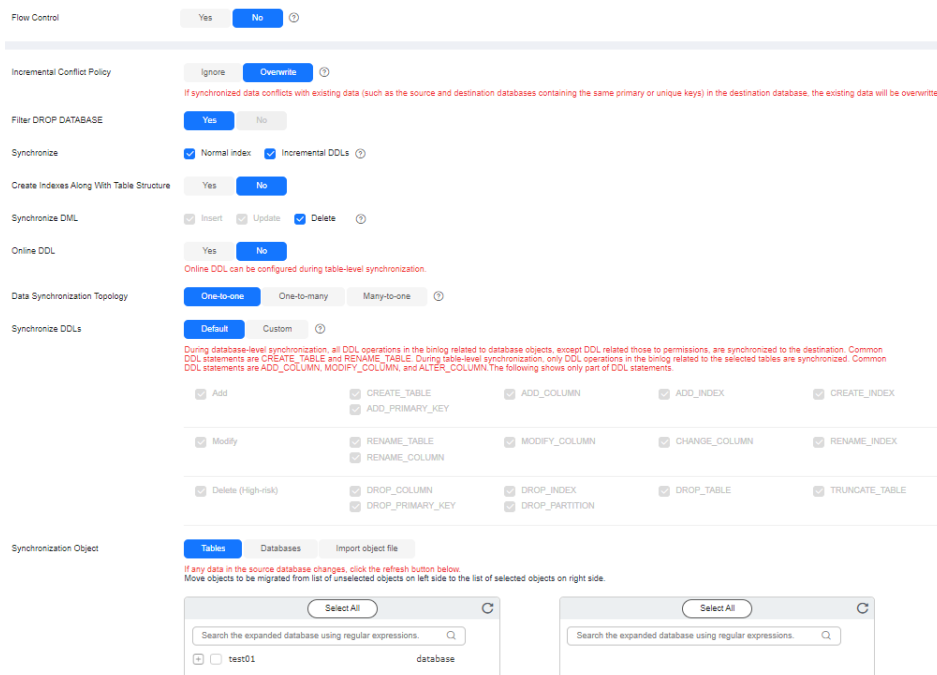 Flow Control Yes No
Incremental Conflict Policy Ignore Overwrite
If synchronized data conflicts with existing data (such as the source and destination databases containing the same primary or unique keys) in the destination database, the existing data will be overwritte
Filter DROP DATABASE Yes No
Synchronize Normal index Incremental DDLs
Create Indexes Along With Table Structure Yes No
Synchronize DML Insert Update Delete
Online DDL Yes No
Online DDL can be configured during table-level synchronization.
Data Synchronization Topology One-to-one One-to-many Many-to-one
Synchronize DDLs Default Custom
During database-level synchronization, all DDL operations in the binlog related to database objects, except DDL related those to permissions, are synchronized to the destination. Common
DDL statements are CREATE_TABLE and RENAME_TABLE. During table-level synchronization, only DDL operations in the binlog related to the selected tables are synchronized. Common
DDL statements are ADD_COLUMN, MODIFY_COLUMN, and ALTER_COLUMN.The following shows only part of DDL statements.
Add CREATE_TABLE ADD_COLUMN ADD_INDEX CREATE_INDEX
ADD_PRIMARY_KEY
Modify RENAME_TABLE MODIFY_COLUMN CHANGE_COLUMN RENAME_INDEX
RENAME_COLUMN
Delete (High-risk) DROP_COLUMN DROP_INDEX DROP_TABLE TRUNCATE_TABLE
DROP_PRIMARY_KEY DROP_PARTITION
Synchronization Object Tables Databases Import object file
If any data in the source database changes, click the refresh button below.
Move objects to be migrated from list of unselected objects on left side to the list of selected objects on right side.
Select All Select All
Search the expanded database using regular expressions. Search the expanded database using regular expressions.
test01 database